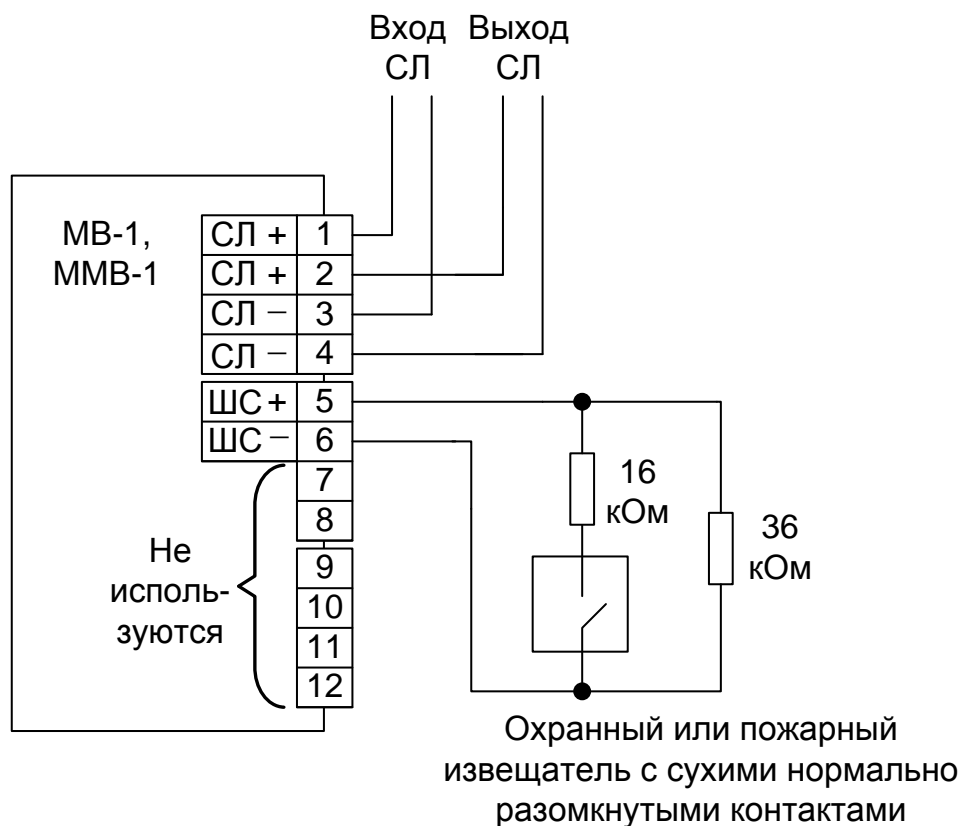 Вход Выход
СЛ СЛ
МВ-1,
ММВ-1
СЛ + 1
СЛ + 2
СЛ − 3
СЛ − 4
ШС + 5
ШС − 6
7
8
9
10
11
12
Не
исполь-
зуются
16
кОм
36
кОм
Охранный или пожарный
извещатель с сухими нормально
разомкнутыми контактами